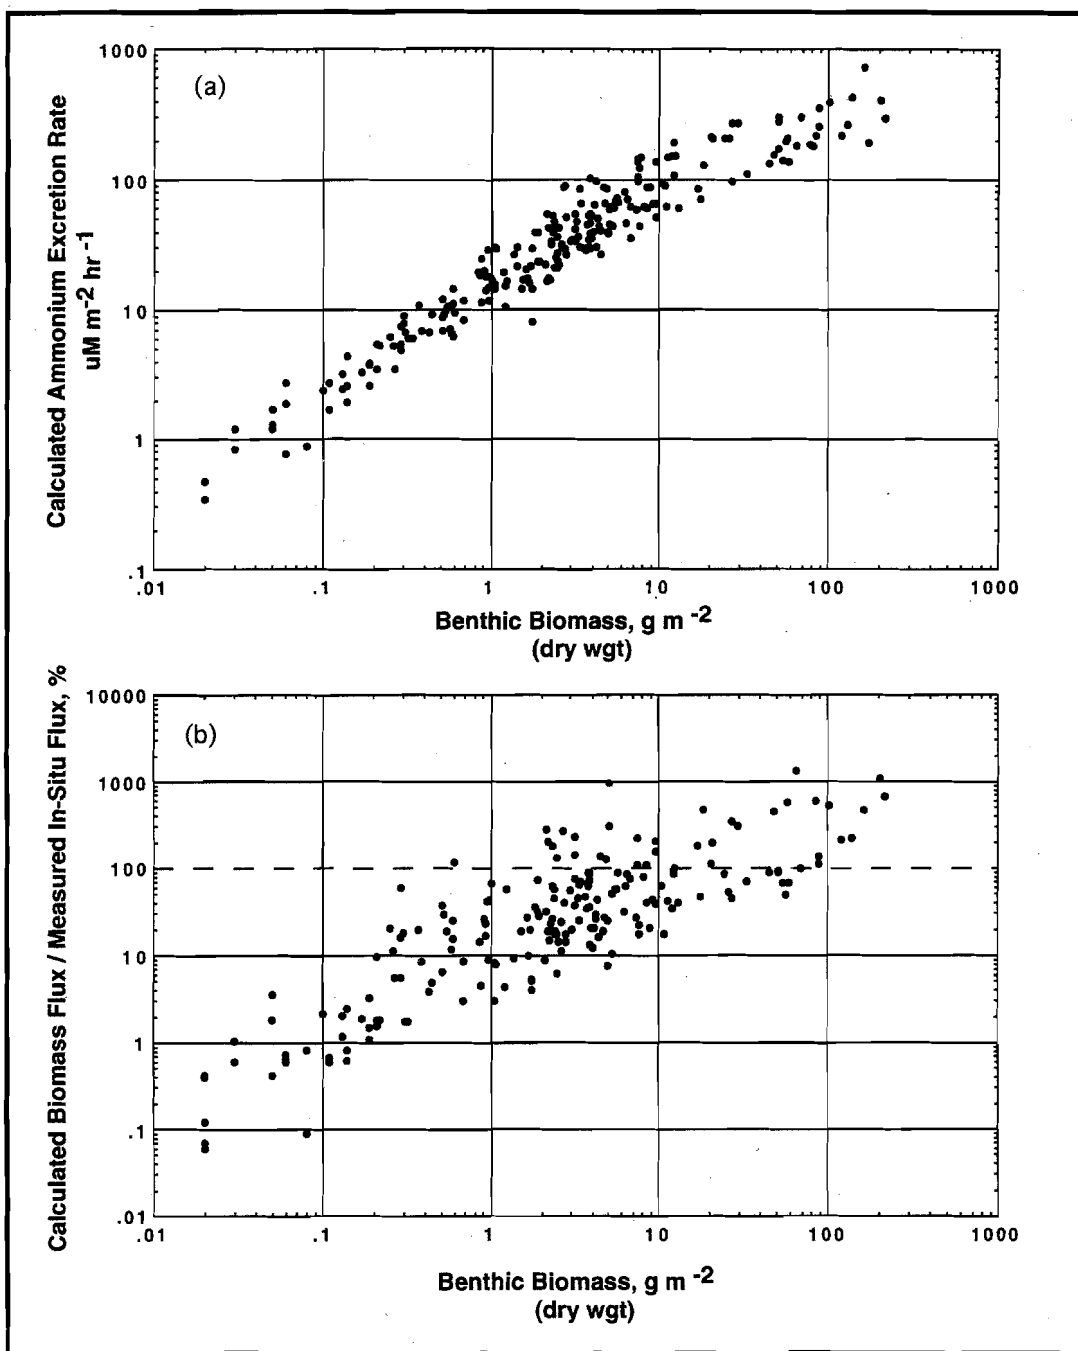 (a)
Calculated Ammonium Excretion Rate
uM m-2 hr-1
1000
100
10
1
.1
.01 .1 1 10 100 1000
Benthic Biomass, g m -2
(dry wgt)
(b)
Calculated Biomass Flux / Measured In-Situ Flux, %
10000
1000
100
10
1
.1
.01
.01 .1 1 10 100 1000
Benthic Biomass, g m -2
(dry wgt)